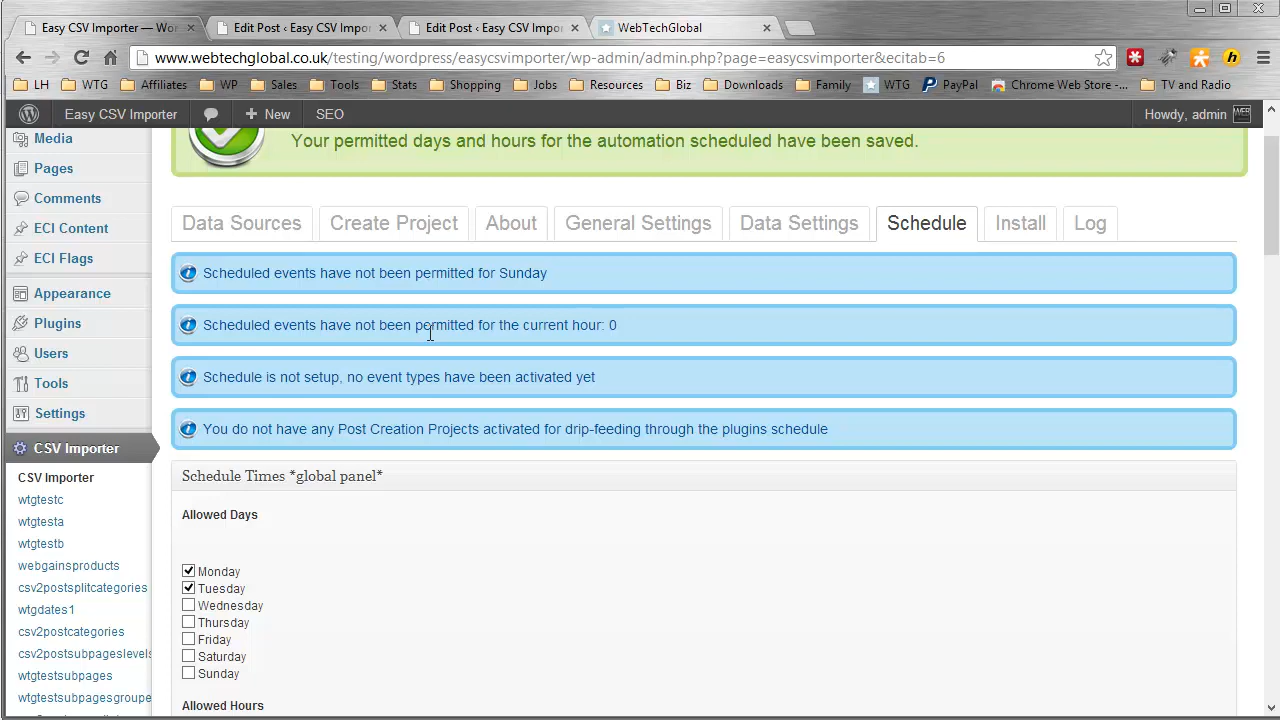 Easy CSV Importer — Wor
Edit Post ‹ Easy CSV Impor
Edit Post ‹ Easy CSV Impor
WebTechGlobal
www.webtechglobal.co.uk/testing/wordpress/easycsvimporter/wp-admin/admin.php?page=easycsvimporter&ecitab=6
LH WTG Affiliates WP Sales Tools Stats Shopping Jobs Resources Biz Downloads Family WTG PayPal Chrome Web Store -... TV and Radio
Easy CSV Importer + New SEO Howdy, admin
Media
Pages
Comments
ECI Content
ECI Flags
Appearance
Plugins
Users
Tools
Settings
CSV Importer
CSV Importer
wtgtestc
wtgtesta
wtgtestb
webgainsproducts
csv2postsplitcategories
wtgdates1
csv2postcategories
csv2postsubpageslevels
wtgtestsubpages
wtgtestsubpagesgroupe
Your permitted days and hours for the automation scheduled have been saved.
Data Sources Create Project About General Settings Data Settings Schedule Install Log
Scheduled events have not been permitted for Sunday
Scheduled events have not been permitted for the current hour: 0
Schedule is not setup, no event types have been activated yet
You do not have any Post Creation Projects activated for drip-feeding through the plugins schedule
Schedule Times *global panel*
Allowed Days
Monday
Tuesday
Wednesday
Thursday
Friday
Saturday
Sunday
Allowed Hours